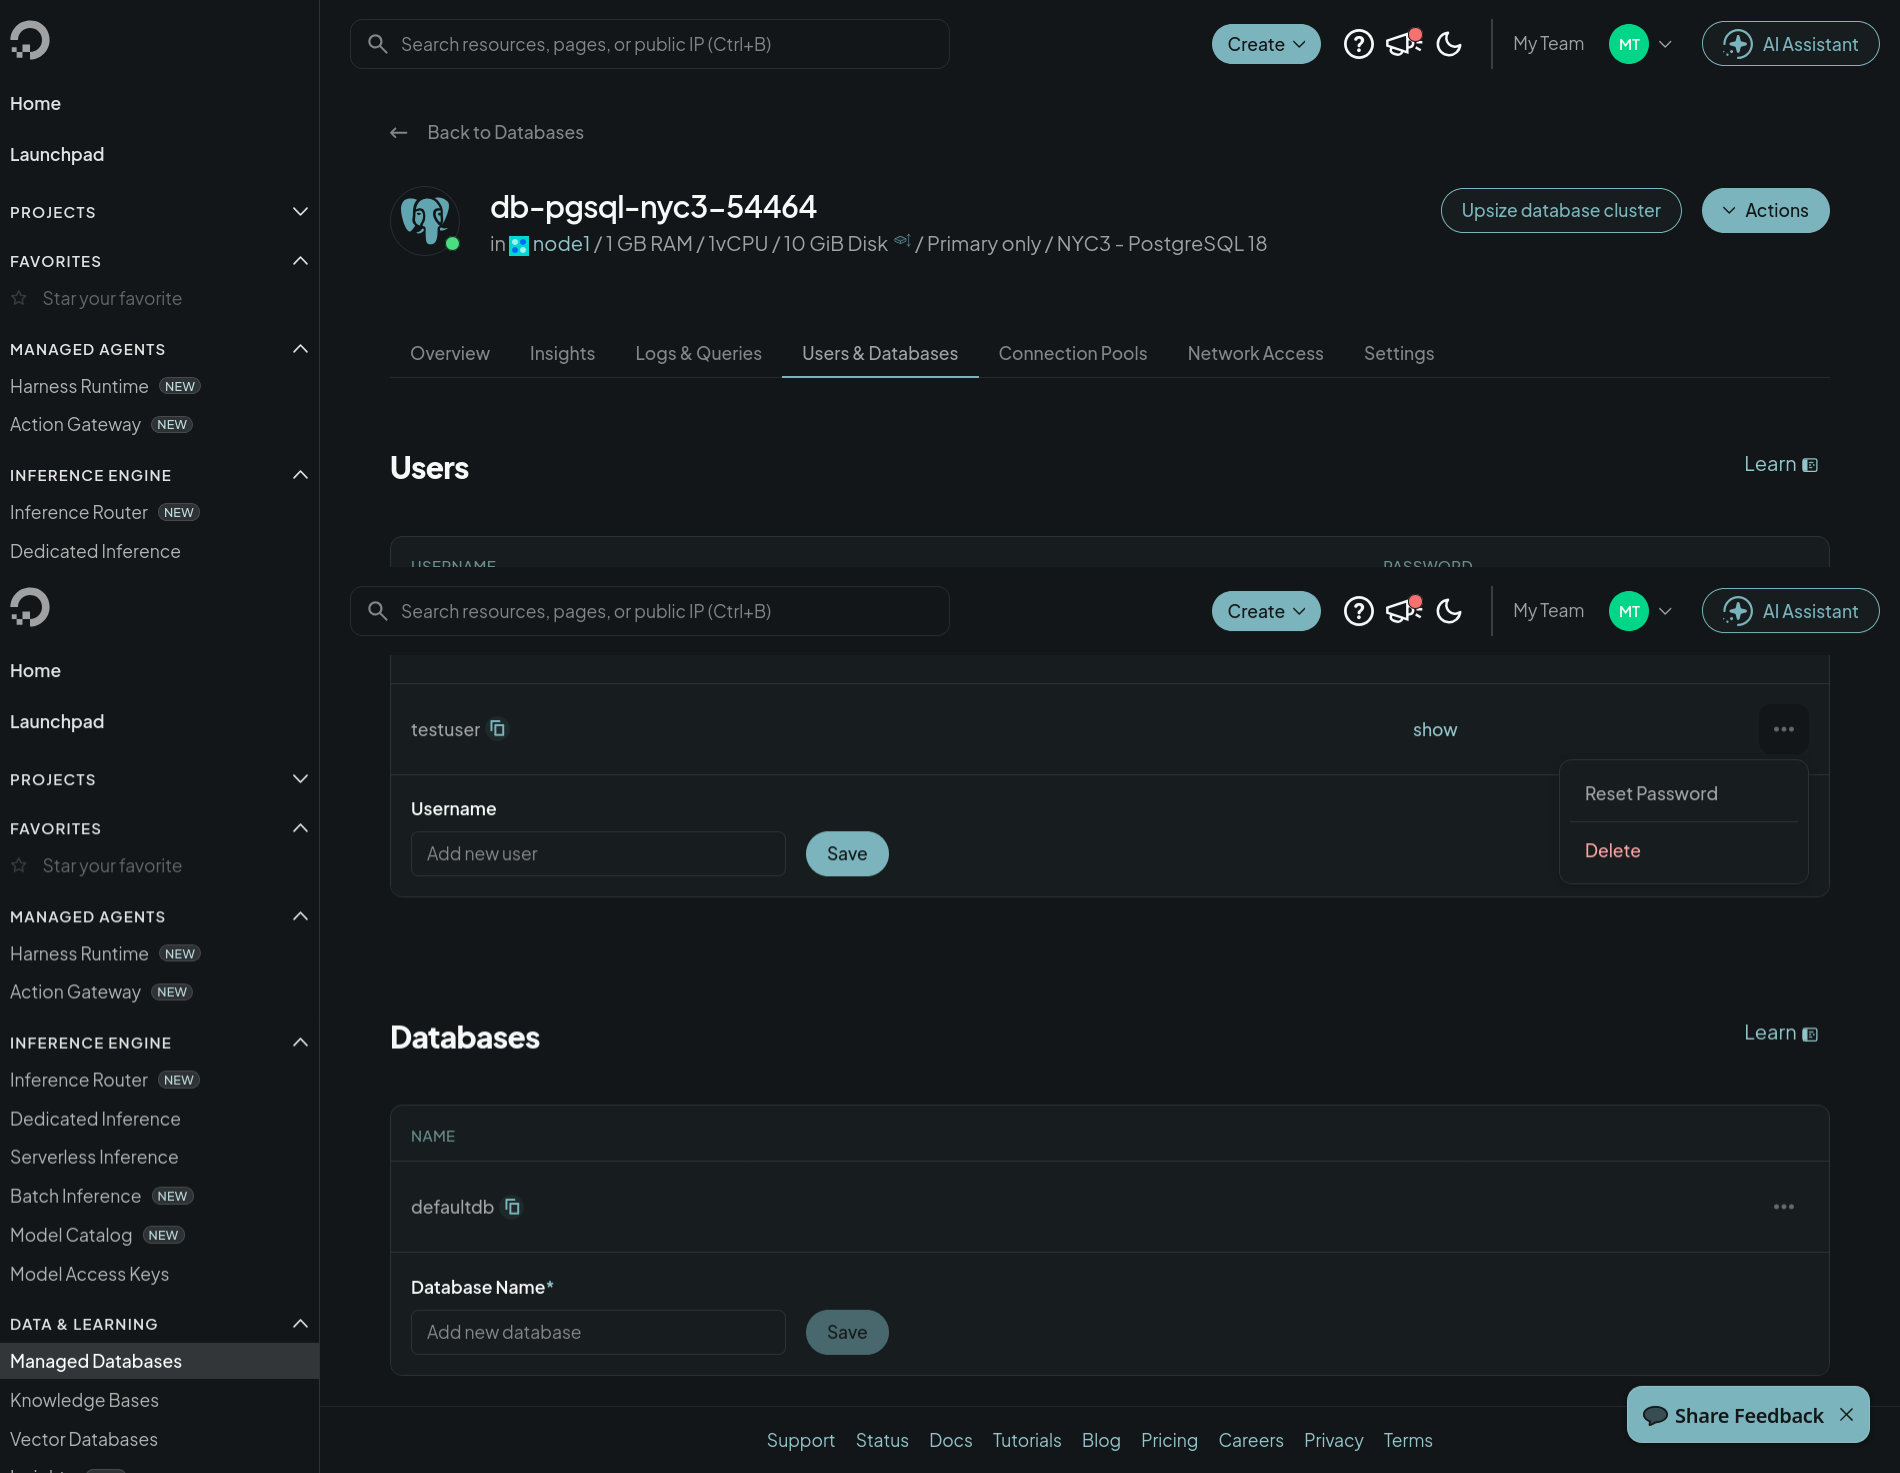 Search resources, pages, or public IP (Ctrl+B)
Create
My Team
MT
AI Assistant
Home
Launchpad
PROJECTS
FAVORITES
Star your favorite
MANAGED AGENTS
Harness Runtime NEW
Action Gateway NEW
INFERENCE ENGINE
Inference Router NEW
Dedicated Inference
Back to Databases
db-pgsql-nyc3-54464
in node1 / 1 GB RAM / 1vCPU / 10 GiB Disk / Primary only / NYC3 - PostgreSQL 18
Upsize database cluster
Actions
Overview
Insights
Logs & Queries
Users & Databases
Connection Pools
Network Access
Settings
Users
Learn
USERNAME
PASSWORD
Search resources, pages, or public IP (Ctrl+B)
Create
My Team
MT
AI Assistant
Home
Launchpad
PROJECTS
FAVORITES
Star your favorite
MANAGED AGENTS
Harness Runtime NEW
Action Gateway NEW
INFERENCE ENGINE
Inference Router NEW
Dedicated Inference
Serverless Inference
Batch Inference NEW
Model Catalog NEW
Model Access Keys
DATA & LEARNING
Managed Databases
Knowledge Bases
Vector Databases
testuser
show
Reset Password
Delete
Username
Add new user
Save
Databases
Learn
NAME
defaultdb
Database Name*
Add new database
Save
Share Feedback
Support
Status
Docs
Tutorials
Blog
Pricing
Careers
Privacy
Terms